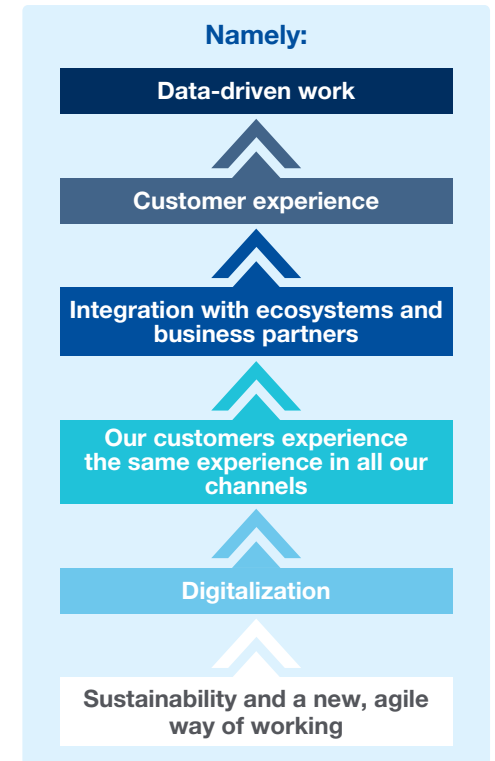 Namely:
Data-driven work
Customer experience
Integration with ecosystems and
business partners
Our customers experience
the same experience in all our
channels
Digitalization
Sustainability and a new, agile
way of working